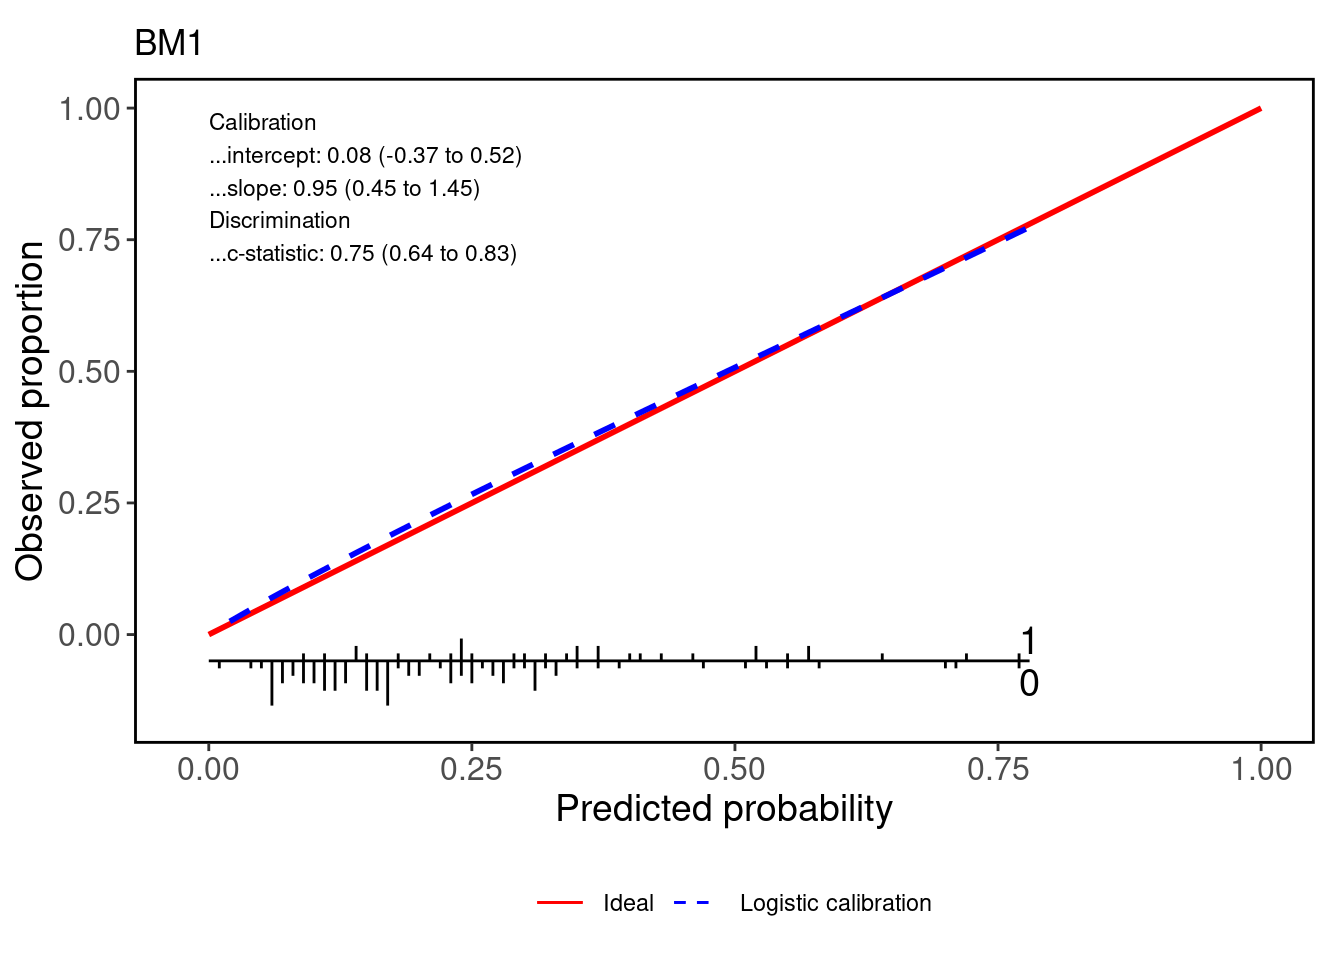 BM1
Calibration
...intercept: 0.08 (-0.37 to 0.52)
...slope: 0.95 (0.45 to 1.45)
Discrimination
...c-statistic: 0.75 (0.64 to 0.83)
1.00
0.75
0.50
0.25
0.00
Observed proportion
1
0
0.00 0.25 0.50 0.75 1.00
Predicted probability
Ideal Logistic calibration